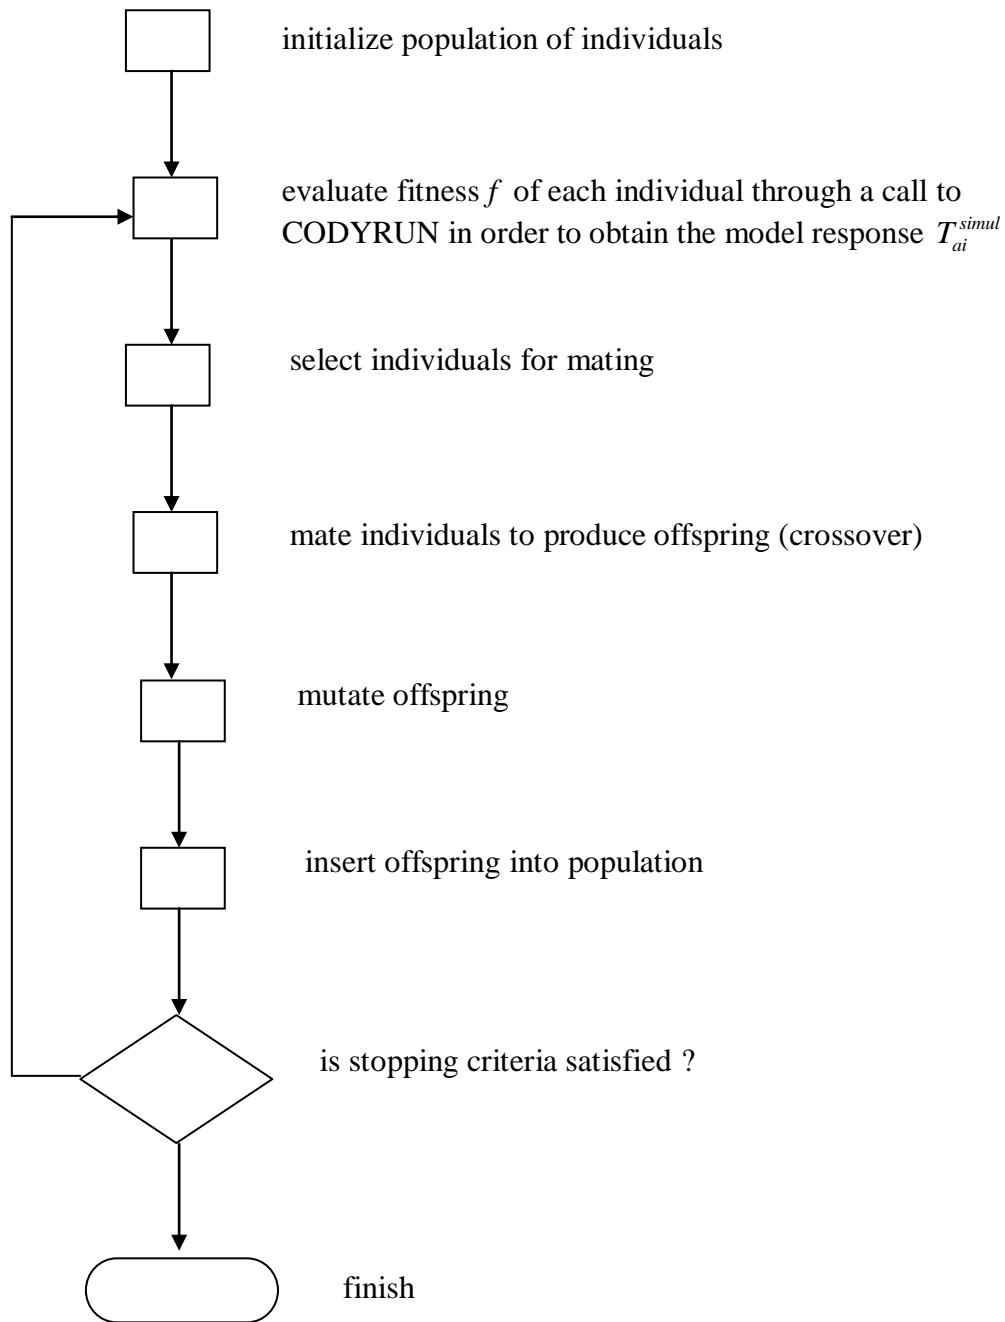 initialize population of individuals
evaluate fitness f of each individual through a call to
CODYRUN in order to obtain the model response T_{ai}^{simul}
select individuals for mating
mate individuals to produce offspring (crossover)
mutate offspring
insert offspring into population
is stopping criteria satisfied ?
finish